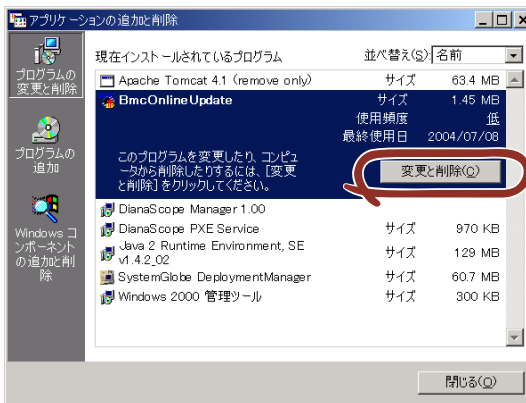 アプリケーションの追加と削除
プログラムの
変更と削除
プログラムの
追加
Windows コ
ンポーネント
の追加と削
除
現在インストールされているプログラム 並べ替え(S): 名前
Apache Tomcat 4.1 (remove only) サイズ 63.4 MB
BmcOnlineUpdate サイズ 1.45 MB
使用頻度 低
最終使用日 2004/07/08
このプログラムを変更したり、コンピュ
ータから削除したりするには、[変更
と削除] をクリックしてください。
変更と削除(C)
DianaScope Manager 1.00
DianaScope PXE Service サイズ 970 KB
Java 2 Runtime Environment, SE
v1.4.2_02 サイズ 129 MB
SystemGlobe DeploymentManager サイズ 60.7 MB
Windows 2000 管理ツール サイズ 300 KB
閉じる(O)